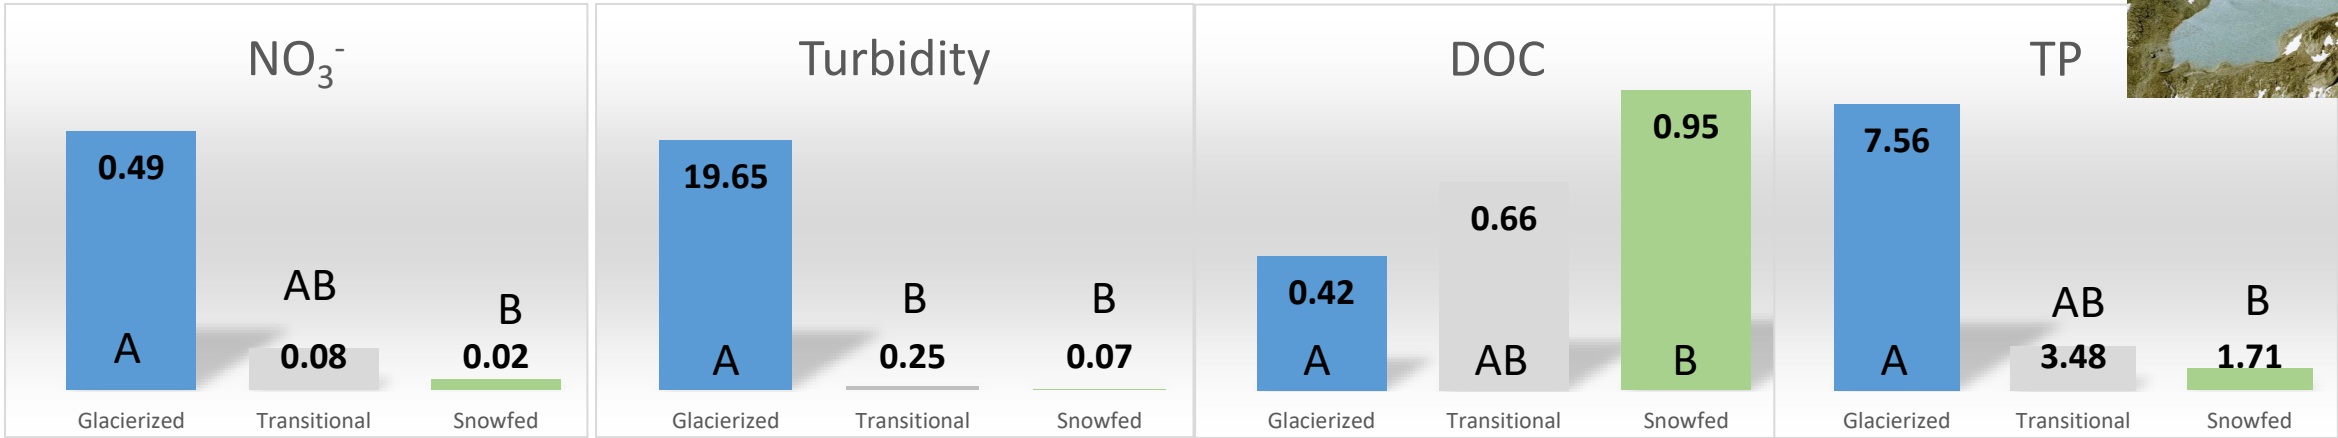 NO₃⁻
0.49
AB
B
A
0.08
0.02
Glacierized
Transitional
Snowfed
Turbidity
19.65
B
B
A
0.25
0.07
Glacierized
Transitional
Snowfed
DOC
0.95
0.66
0.42
A
AB
B
Glacierized
Transitional
Snowfed
TP
7.56
AB
B
A
3.48
1.71
Glacierized
Transitional
Snowfed